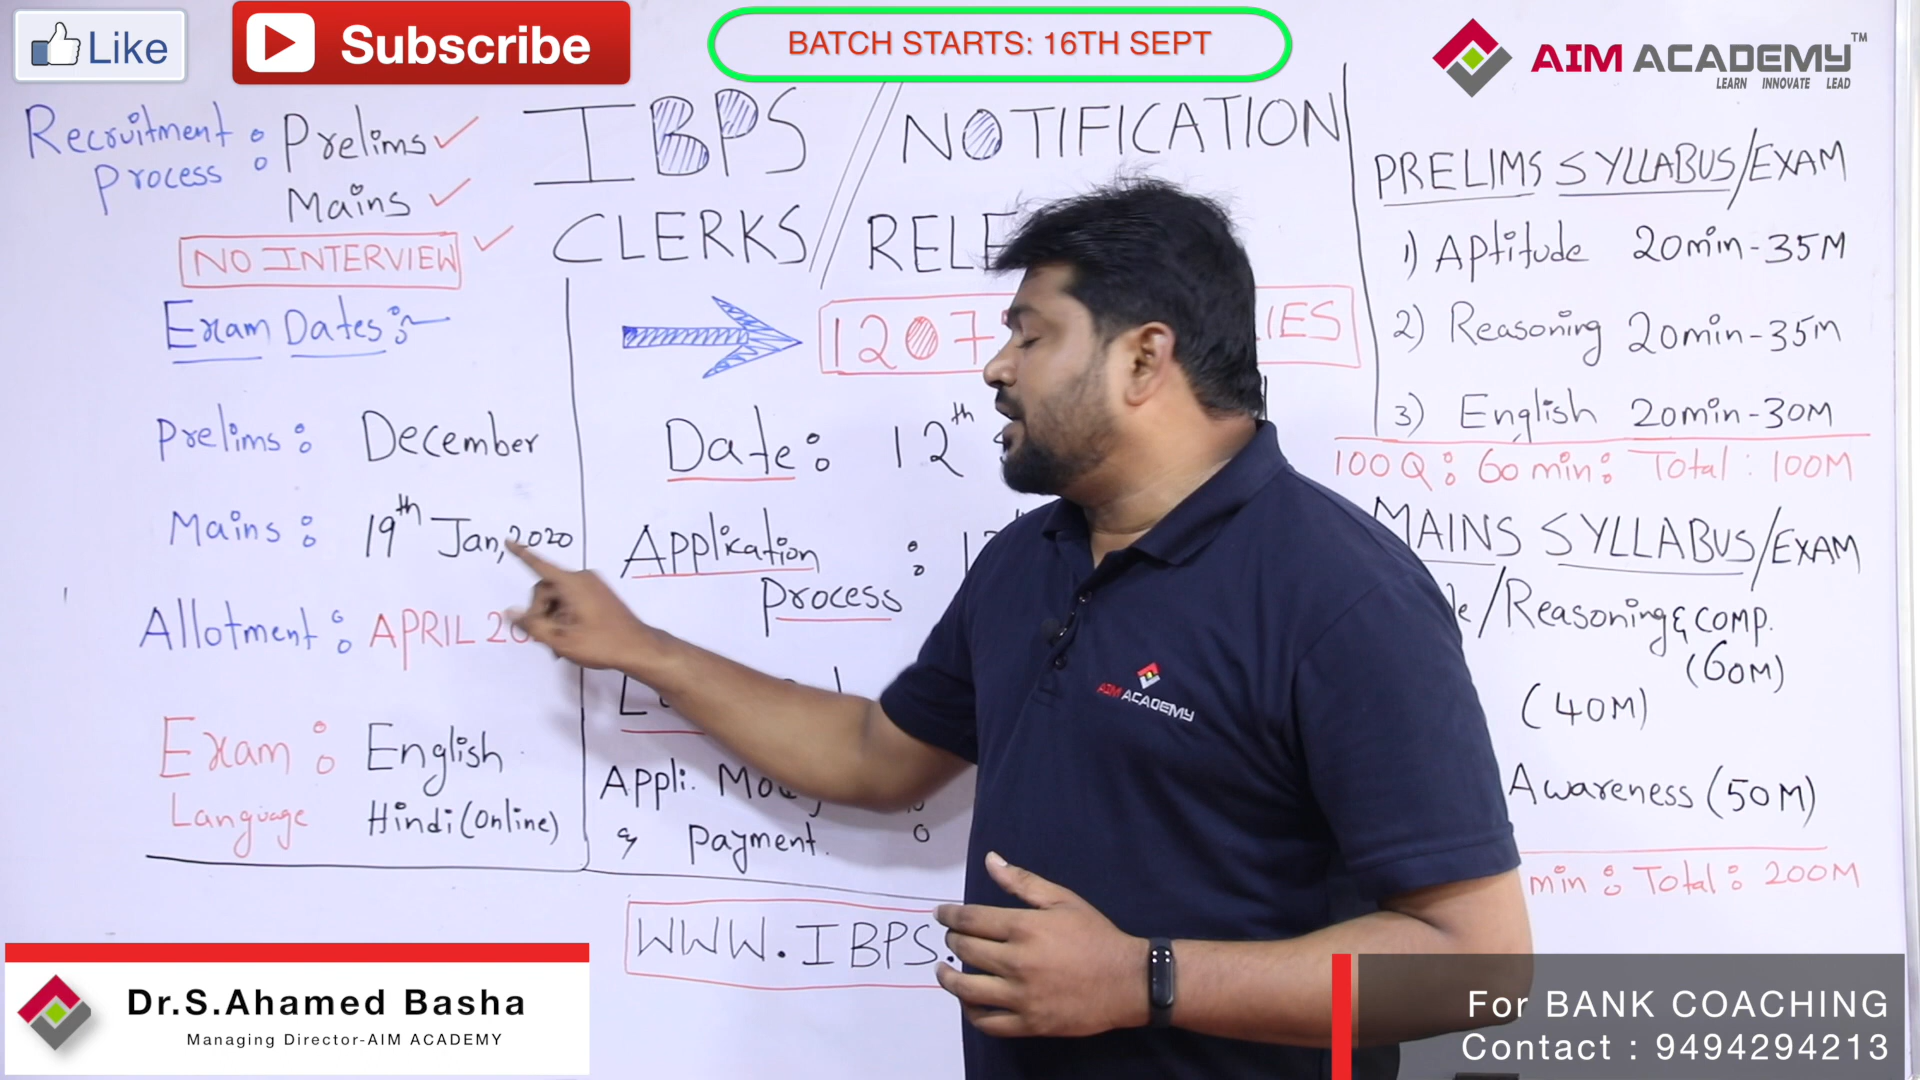 Like
Subscribe
BATCH STARTS: 16TH SEPT
AIM ACADEMY™
LEARN INNOVATE LEAD
Recruitment Process : Prelims ✓
Mains ✓
NO INTERVIEW ✓
Exam Dates :~
Prelims : December
Mains : 19th Jan, 2020
Allotment : APRIL 20
Exam Language : English
Hindi (Online)
IBPS // NOTIFICATION
CLERKS // RELE
1207 IES
Date : 12th
Application Process :
Appli. Mo
& Payment
WWW.IBPS.
PRELIMS SYLLABUS/EXAM
1) Aptitude 20min-35M
2) Reasoning 20min-35M
3) English 20min-30M
100Q : 60 min : Total : 100M
MAINS SYLLABUS/EXAM
/Reasoning & COMP.
(60M)
(40M)
Awareness (50M)
min : Total : 200M
AIM ACADEMY
Dr.S.Ahamed Basha
Managing Director-AIM ACADEMY
For BANK COACHING
Contact : 9494294213